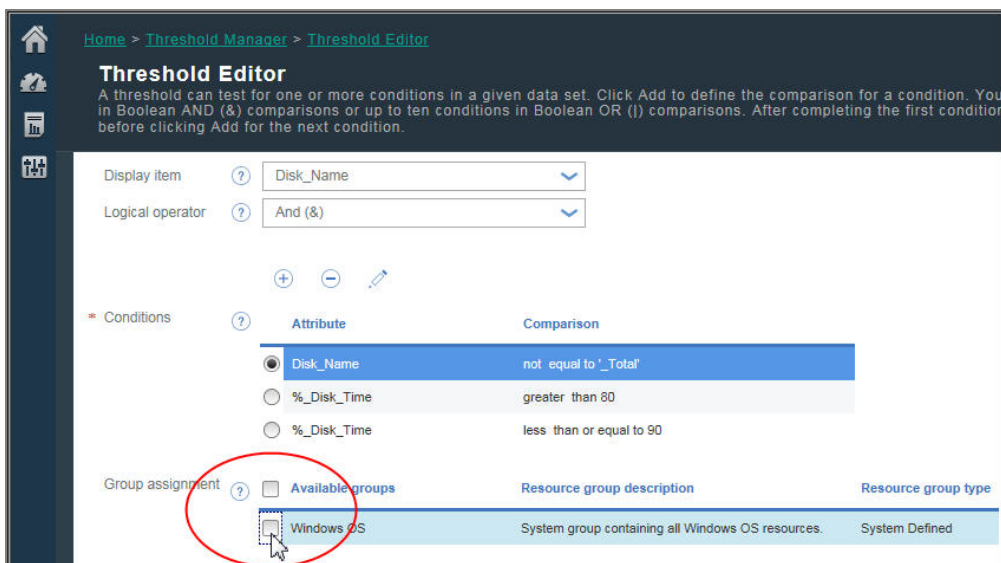 Home > Threshold Manager > Threshold Editor
Threshold Editor
A threshold can test for one or more conditions in a given data set. Click Add to define the comparison for a condition. You
in Boolean AND (&) comparisons or up to ten conditions in Boolean OR (|) comparisons. After completing the first condition
before clicking Add for the next condition.
Display item ? Disk_Name
Logical operator ? And (&)
* Conditions ? Attribute Comparison
Disk_Name not equal to '_Total'
%_Disk_Time greater than 80
%_Disk_Time less than or equal to 90
Group assignment ? Available groups Resource group description Resource group type
Windows OS System group containing all Windows OS resources. System Defined